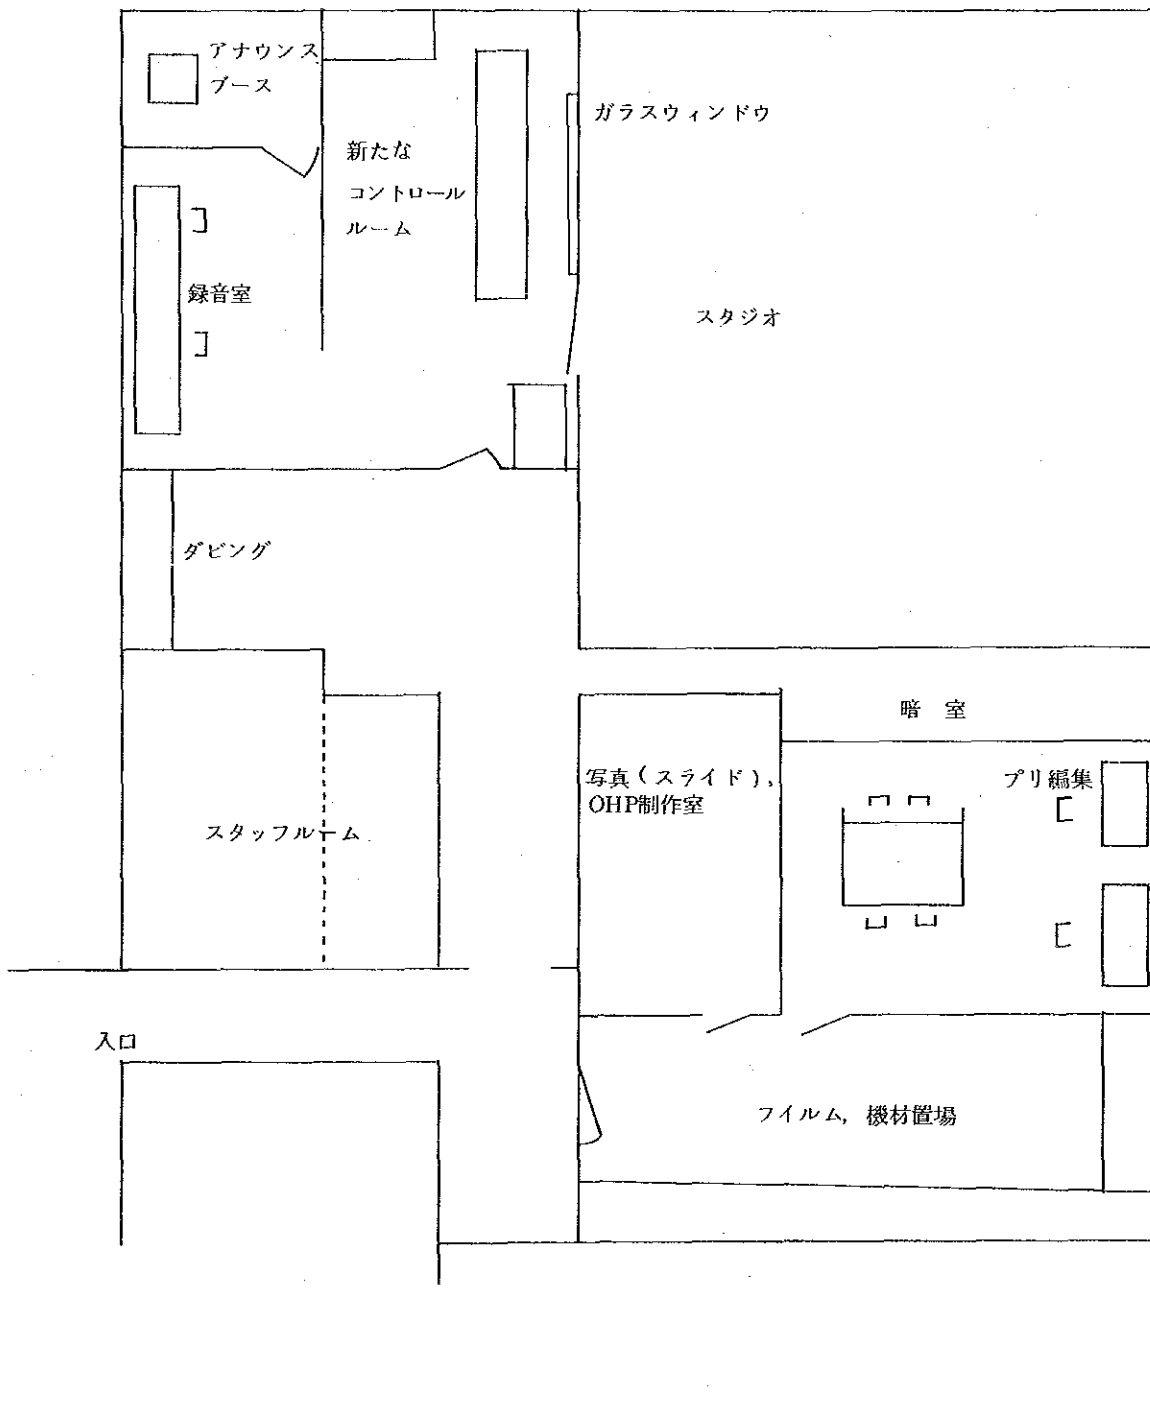 アナウンス
ブース
ガラスウィンドウ
新たな
コントロール
ルーム
録音室
スタジオ
ダビング
暗 室
写真(スライド),
OHP制作室
プリ編集
スタッフルーム
入口
フイルム, 機材置場